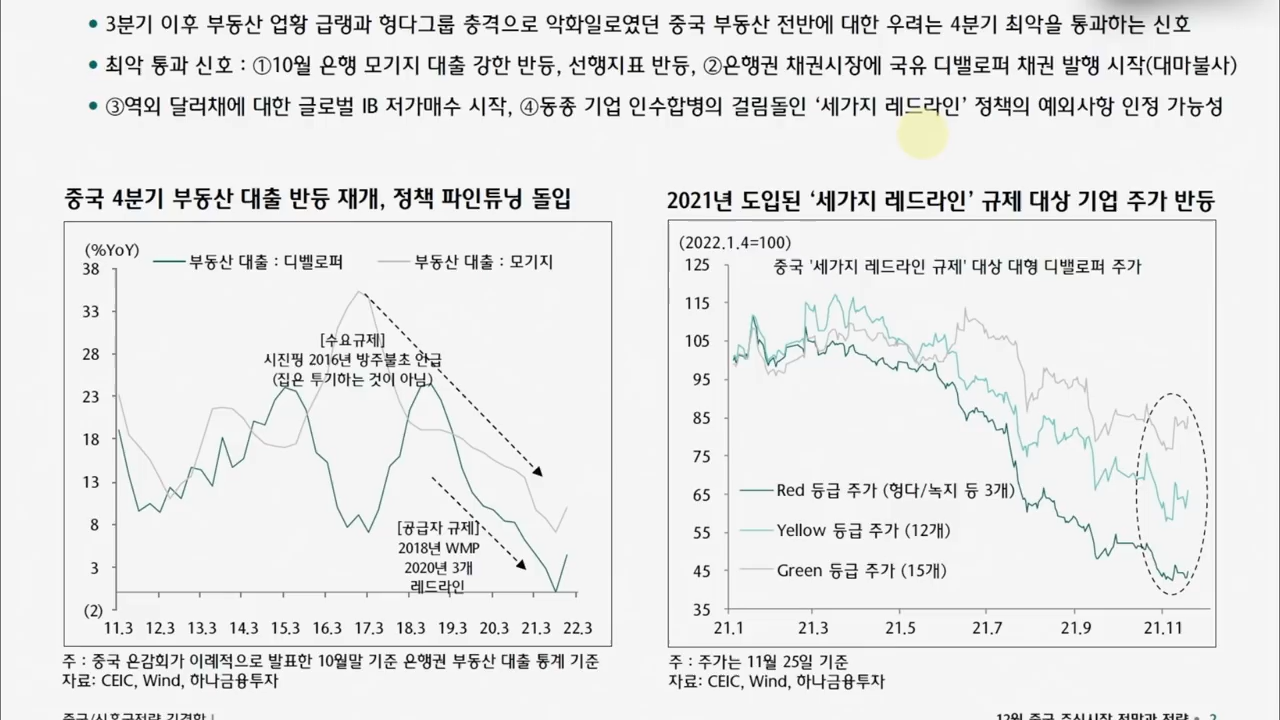 • 3분기 이후 부동산 업황 급랭과 헝다그룹 충격으로 악화일로였던 중국 부동산 전반에 대한 우려는 4분기 최악을 통과하는 신호
• 최악 통과 신호 : ①10월 은행 모기지 대출 강한 반등, 선행지표 반등, ②은행권 채권시장에 국유 디벨로퍼 채권 발행 시작(대마불사)
• ③역외 달러채에 대한 글로벌 IB 저가매수 시작, ④동종 기업 인수합병의 걸림돌인 ‘세가지 레드라인’ 정책의 예외사항 인정 가능성
중국 4분기 부동산 대출 반등 재개, 정책 파인튜닝 돌입
(%YoY)
부동산 대출 : 디벨로퍼
부동산 대출 : 모기지
38
33
28
23
18
13
8
3
(2)
[수요규제]
시진핑 2016년 방주불초 언급
(집은 투기하는 것이 아님)
[공급자 규제]
2018년 WMP
2020년 3개
레드라인
11.3 12.3 13.3 14.3 15.3 16.3 17.3 18.3 19.3 20.3 21.3 22.3
주 : 중국 은감회가 이례적으로 발표한 10월말 기준 은행권 부동산 대출 통계 기준
자료: CEIC, Wind, 하나금융투자
2021년 도입된 ‘세가지 레드라인’ 규제 대상 기업 주가 반등
(2022.1.4=100)
중국 '세가지 레드라인 규제' 대상 대형 디벨로퍼 주가
125
115
105
95
85
75
65
55
45
35
Red 등급 주가 (헝다/녹지 등 3개)
Yellow 등급 주가 (12개)
Green 등급 주가 (15개)
21.1 21.3 21.5 21.7 21.9 21.11
주 : 주가는 11월 25일 기준
자료: CEIC, Wind, 하나금융투자
12월 중국 주식시장 전망과 전략 • 2